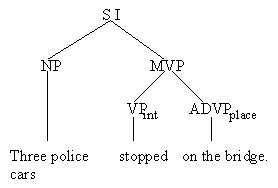 S I
NP MVP
VPint ADVPplace
Three police stopped on the bridge.
cars